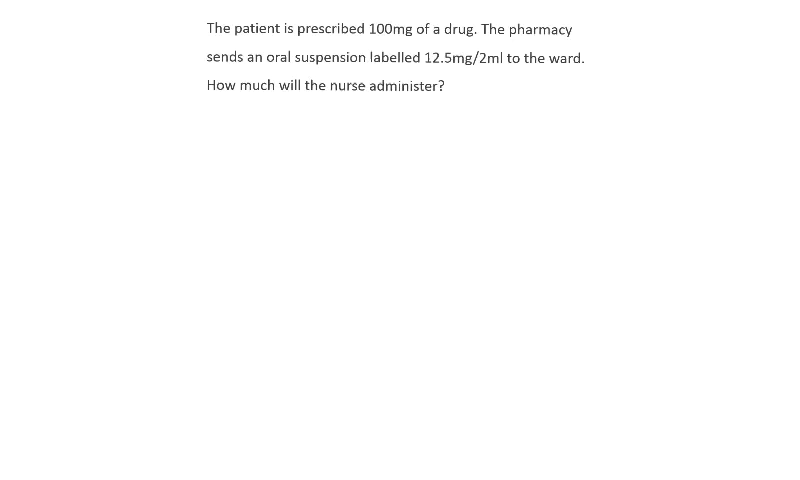 The patient is prescribed 100mg of a drug. The pharmacy
sends an oral suspension labelled 12.5mg/2ml to the ward.
How much will the nurse administer?